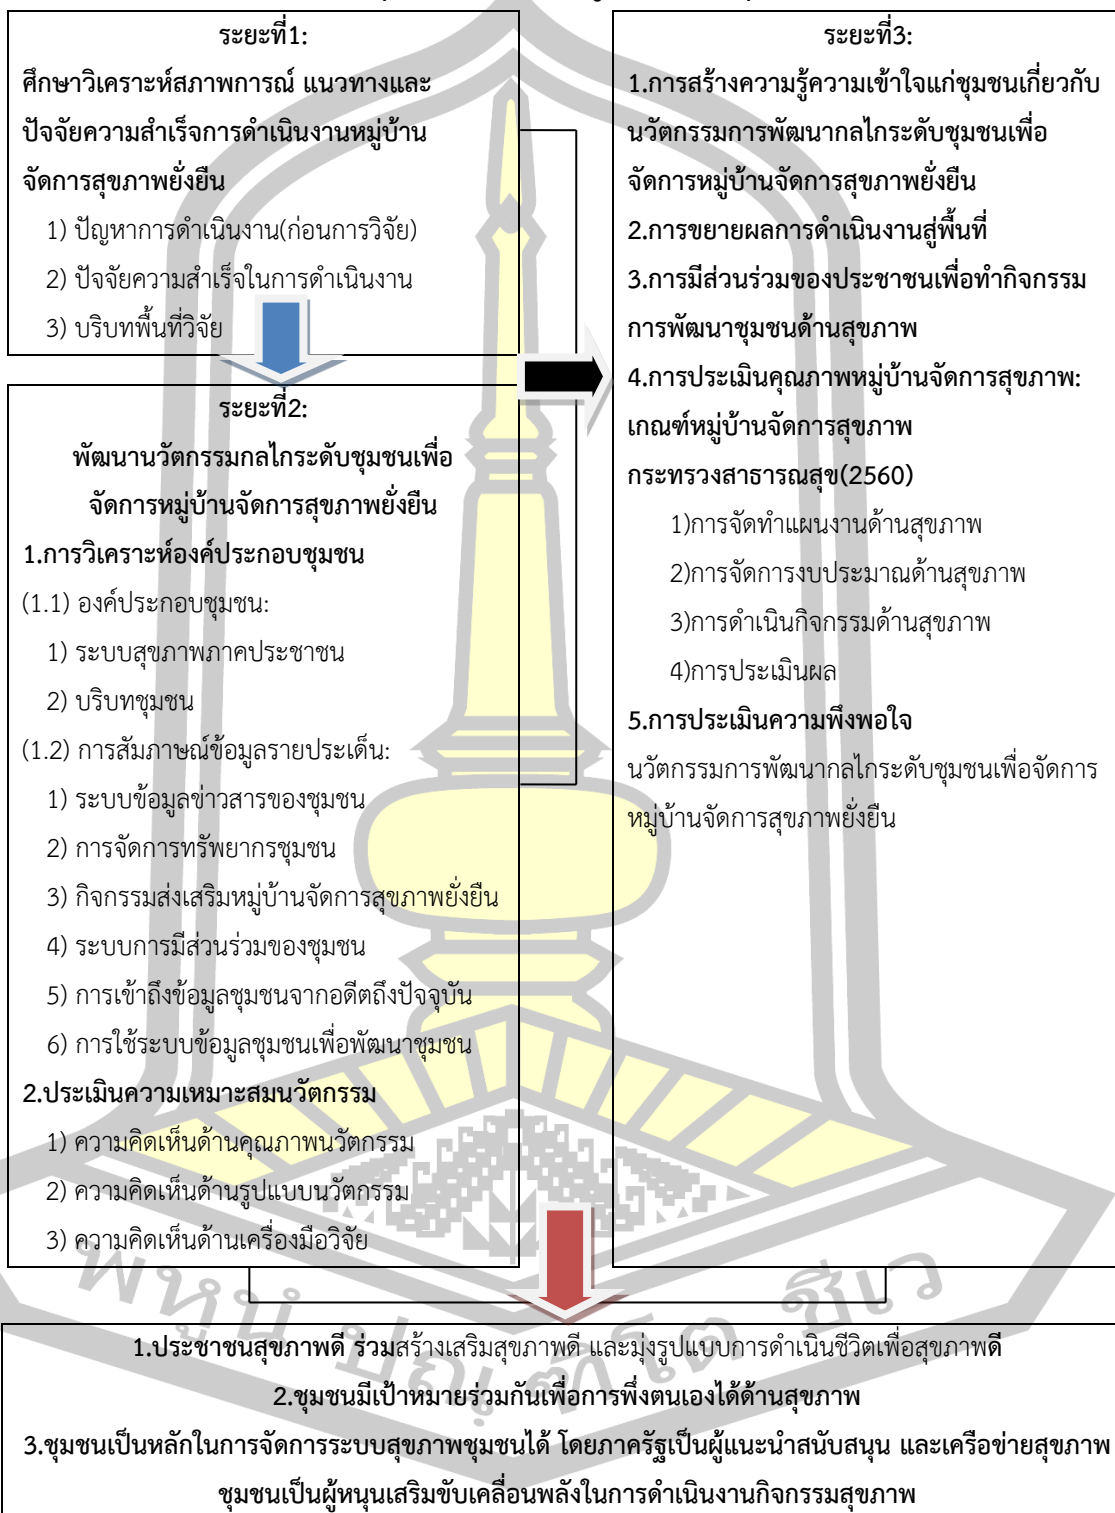 ระยะที่1:
ศึกษาวิเคราะห์สภาพการณ์ แนวทางและ
ปัจจัยความสำเร็จการดำเนินงานหมู่บ้าน
จัดการสุขภาพยั่งยืน
1) ปัญหาการดำเนินงาน(ก่อนการวิจัย)
2) ปัจจัยความสำเร็จในการดำเนินงาน
3) บริบทพื้นที่วิจัย
ระยะที่2:
พัฒนานวัตกรรมกลไกระดับชุมชนเพื่อ
จัดการหมู่บ้านจัดการสุขภาพยั่งยืน
1.การวิเคราะห์องค์ประกอบชุมชน
(1.1) องค์ประกอบชุมชน:
1) ระบบสุขภาพภาคประชาชน
2) บริบทชุมชน
(1.2) การสัมภาษณ์ข้อมูลรายประเด็น:
1) ระบบข้อมูลข่าวสารของชุมชน
2) การจัดการทรัพยากรชุมชน
3) กิจกรรมส่งเสริมหมู่บ้านจัดการสุขภาพยั่งยืน
4) ระบบการมีส่วนร่วมของชุมชน
5) การเข้าถึงข้อมูลชุมชนจากอดีตถึงปัจจุบัน
6) การใช้ระบบข้อมูลชุมชนเพื่อพัฒนาชุมชน
2.ประเมินความเหมาะสมนวัตกรรม
1) ความคิดเห็นด้านคุณภาพนวัตกรรม
2) ความคิดเห็นด้านรูปแบบนวัตกรรม
3) ความคิดเห็นด้านเครื่องมือวิจัย
ระยะที่3:
1.การสร้างความรู้ความเข้าใจแก่ชุมชนเกี่ยวกับ
นวัตกรรมการพัฒนากลไกระดับชุมชนเพื่อ
จัดการหมู่บ้านจัดการสุขภาพยั่งยืน
2.การขยายผลการดำเนินงานสู่พื้นที่
3.การมีส่วนร่วมของประชาชนเพื่อทำกิจกรรม
การพัฒนาชุมชนด้านสุขภาพ
4.การประเมินคุณภาพหมู่บ้านจัดการสุขภาพ:
เกณฑ์หมู่บ้านจัดการสุขภาพ
กระทรวงสาธารณสุข(2560)
1)การจัดทำแผนงานด้านสุขภาพ
2)การจัดการงบประมาณด้านสุขภาพ
3)การดำเนินกิจกรรมด้านสุขภาพ
4)การประเมินผล
5.การประเมินความพึงพอใจ
นวัตกรรมการพัฒนากลไกระดับชุมชนเพื่อจัดการ
หมู่บ้านจัดการสุขภาพยั่งยืน
พหูนํ ปณฺฑิโต ชีเว
1.ประชาชนสุขภาพดี ร่วมสร้างเสริมสุขภาพดี และมุ่งรูปแบบการดำเนินชีวิตเพื่อสุขภาพดี
2.ชุมชนมีเป้าหมายร่วมกันเพื่อการพึ่งตนเองได้ด้านสุขภาพ
3.ชุมชนเป็นหลักในการจัดการระบบสุขภาพชุมชนได้ โดยภาครัฐเป็นผู้แนะนำสนับสนุน และเครือข่ายสุขภาพ
ชุมชนเป็นผู้หนุนเสริมขับเคลื่อนพลังในการดำเนินงานกิจกรรมสุขภาพ